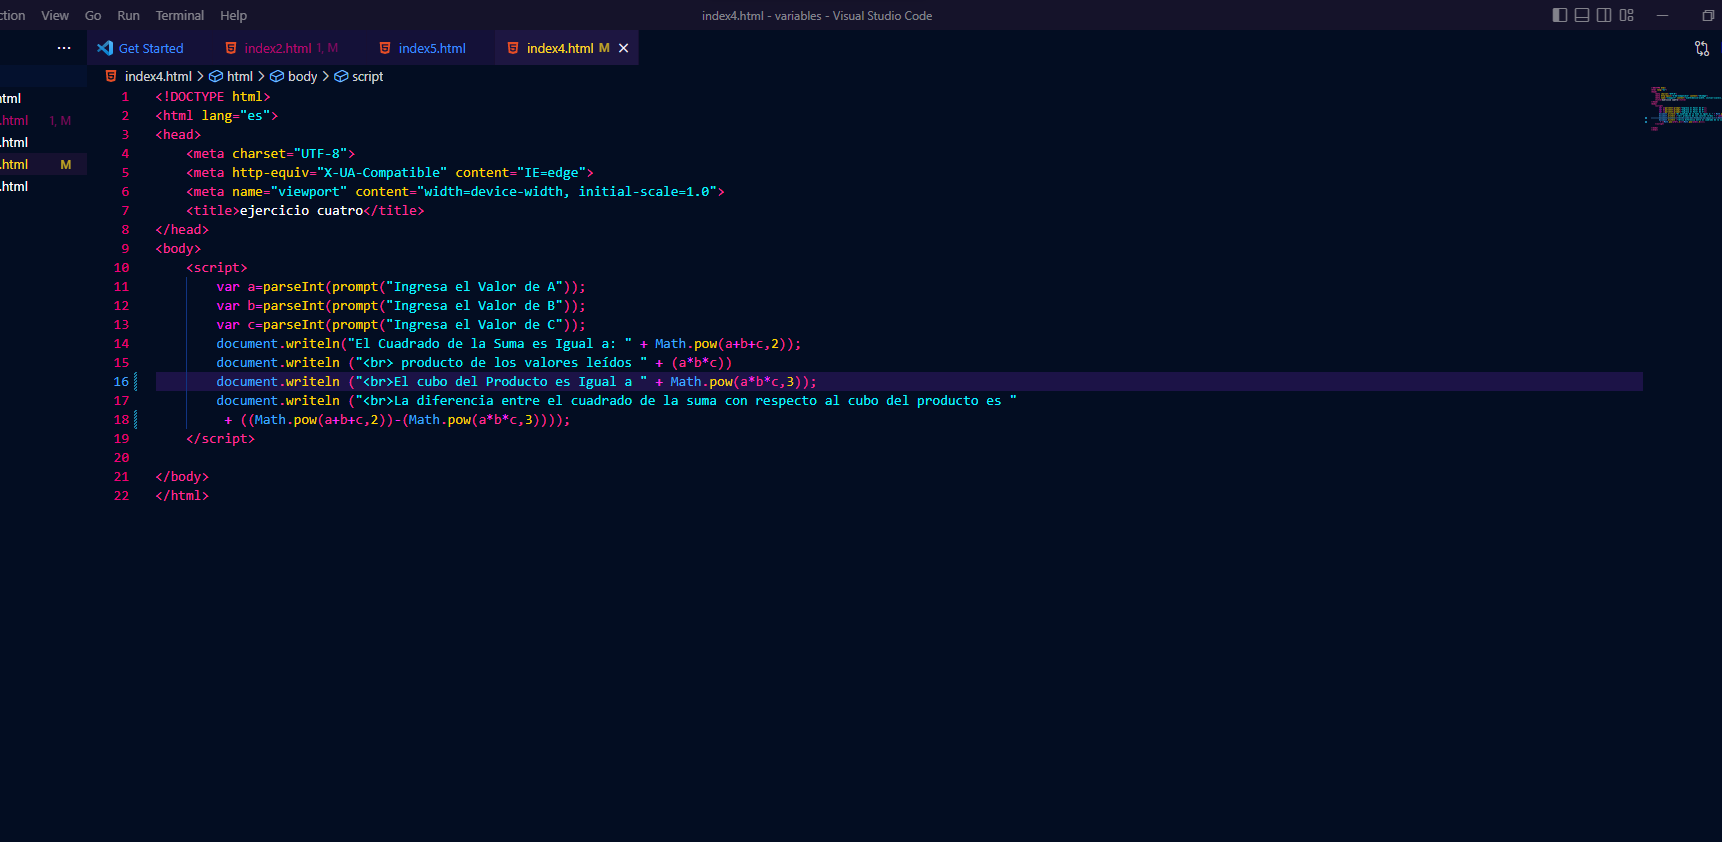 ction View Go Run Terminal Help index4.html - variables - Visual Studio Code
··· Get Started index2.html 1, M index5.html index4.html M
index4.html > html > body > script
html
.html 1, M
.html
.html M
.html
1 <!DOCTYPE html>
2 <html lang="es">
3 <head>
4     <meta charset="UTF-8">
5     <meta http-equiv="X-UA-Compatible" content="IE=edge">
6     <meta name="viewport" content="width=device-width, initial-scale=1.0">
7     <title>ejercicio cuatro</title>
8 </head>
9 <body>
10     <script>
11         var a=parseInt(prompt("Ingresa el Valor de A"));
12         var b=parseInt(prompt("Ingresa el Valor de B"));
13         var c=parseInt(prompt("Ingresa el Valor de C"));
14         document.writeln("El Cuadrado de la Suma es Igual a: " + Math.pow(a+b+c,2));
15         document.writeln ("<br> producto de los valores leídos " + (a*b*c))
16         document.writeln ("<br>El cubo del Producto es Igual a " + Math.pow(a*b*c,3));
17         document.writeln ("<br>La diferencia entre el cuadrado de la suma con respecto al cubo del producto es "
18          + ((Math.pow(a+b+c,2))-(Math.pow(a*b*c,3))));
19     </script>
20
21 </body>
22 </html>